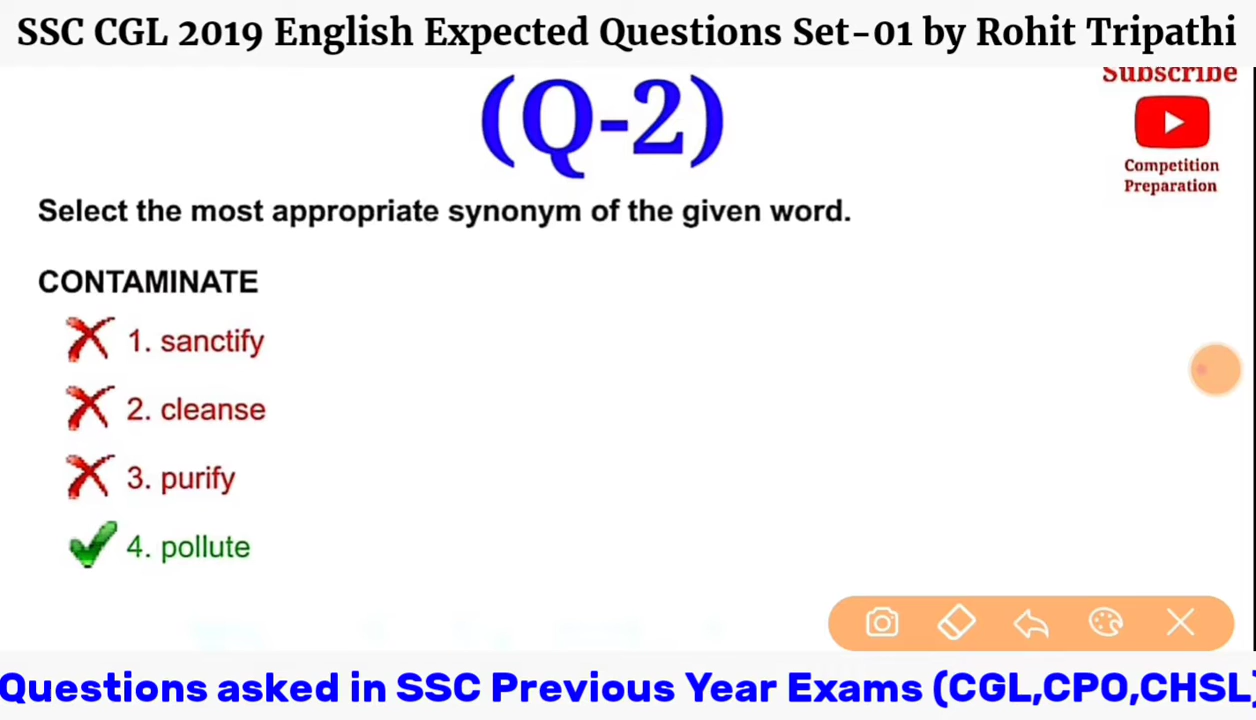 SSC CGL 2019 English Expected Questions Set-01 by Rohit Tripathi
Subscribe
(Q-2)
Competition
Preparation
Select the most appropriate synonym of the given word.
CONTAMINATE
1. sanctify
2. cleanse
3. purify
4. pollute
Questions asked in SSC Previous Year Exams (CGL,CPO,CHSL